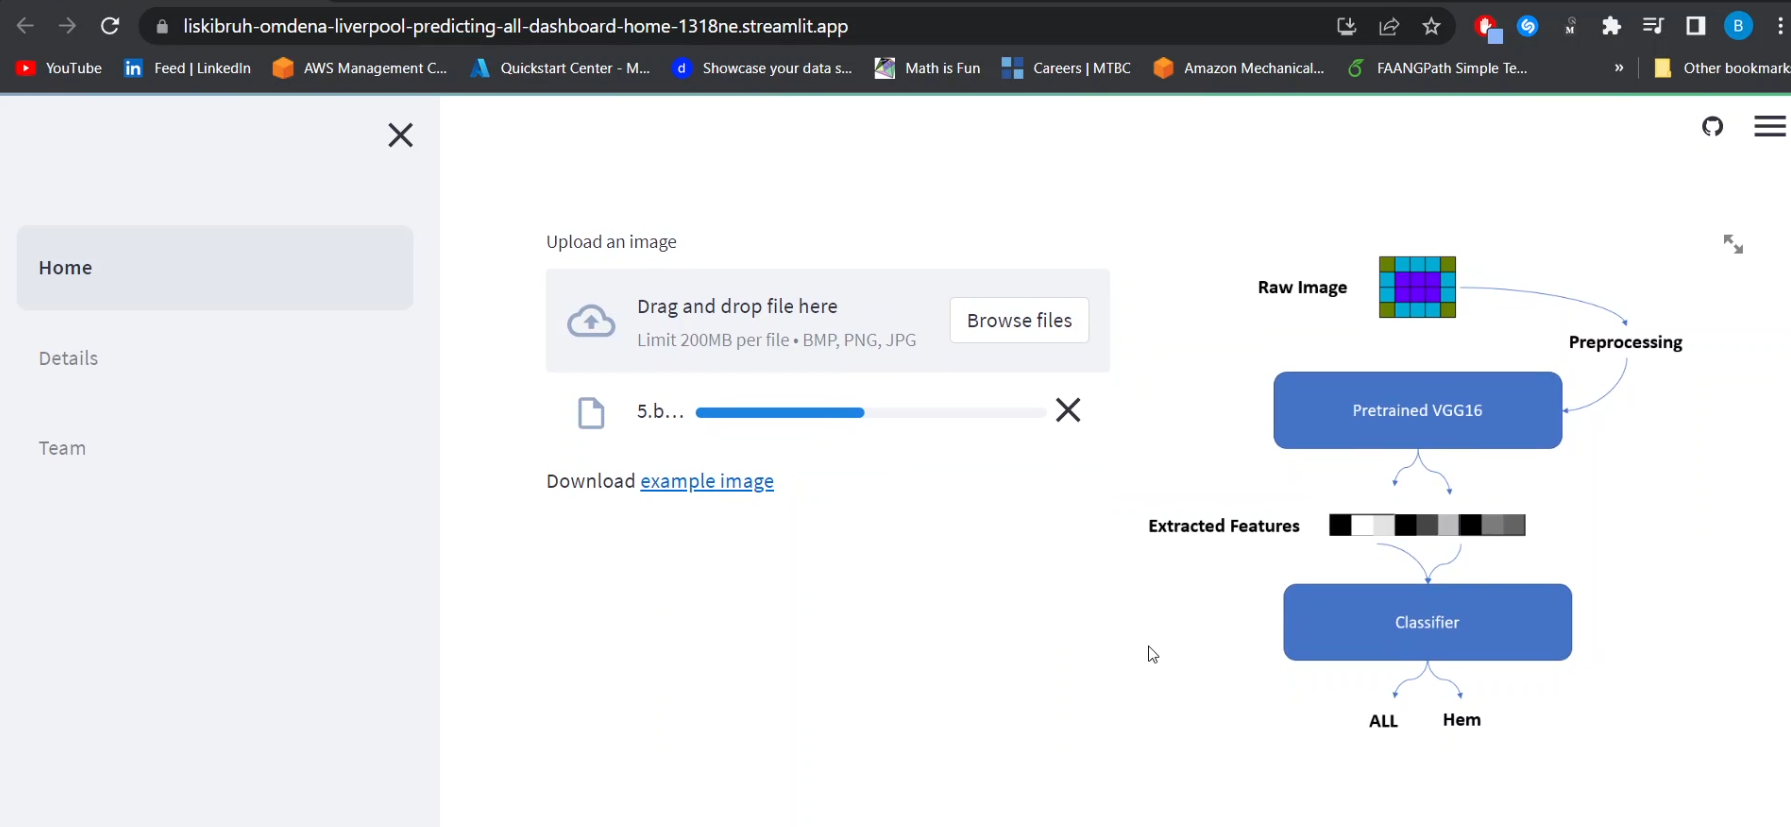 liskibruh-omdena-liverpool-predicting-all-dashboard-home-1318ne.streamlit.app
M
B
YouTube
in Feed | LinkedIn
AWS Management C...
Quickstart Center - M...
d Showcase your data s...
Math is Fun
Careers | MTBC
Amazon Mechanical...
FAANGPath Simple Te...
»
Other bookmark
Home
Details
Team
Upload an image
Drag and drop file here
Limit 200MB per file • BMP, PNG, JPG
Browse files
5.b...
Download example image
Raw Image
Preprocessing
Pretrained VGG16
Extracted Features
Classifier
ALL
Hem